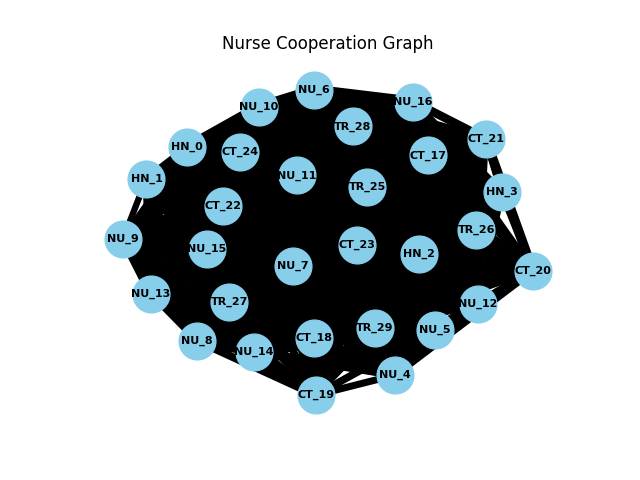 Nurse Cooperation Graph
NU_6
NU_16
NU_10
TR_28
CT_21
HN_0
CT_24
CT_17
NU_11
HN_1
TR_25
HN_3
CT_22
TR_26
NU_9
CT_23
NU_15
HN_2
NU_7
CT_20
NU_13
TR_27
NU_12
TR_29
NU_5
CT_18
NU_8
NU_14
NU_4
CT_19